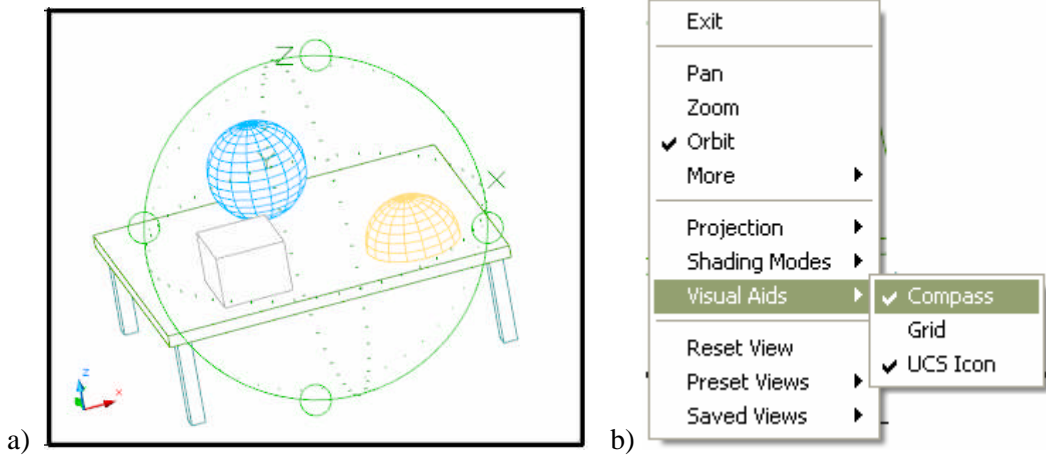 Z
Y
X
z
x
a)
Exit
Pan
Zoom
Orbit
More
Projection
Shading Modes
Visual Aids
Compass
Grid
UCS Icon
Reset View
Preset Views
Saved Views
b)